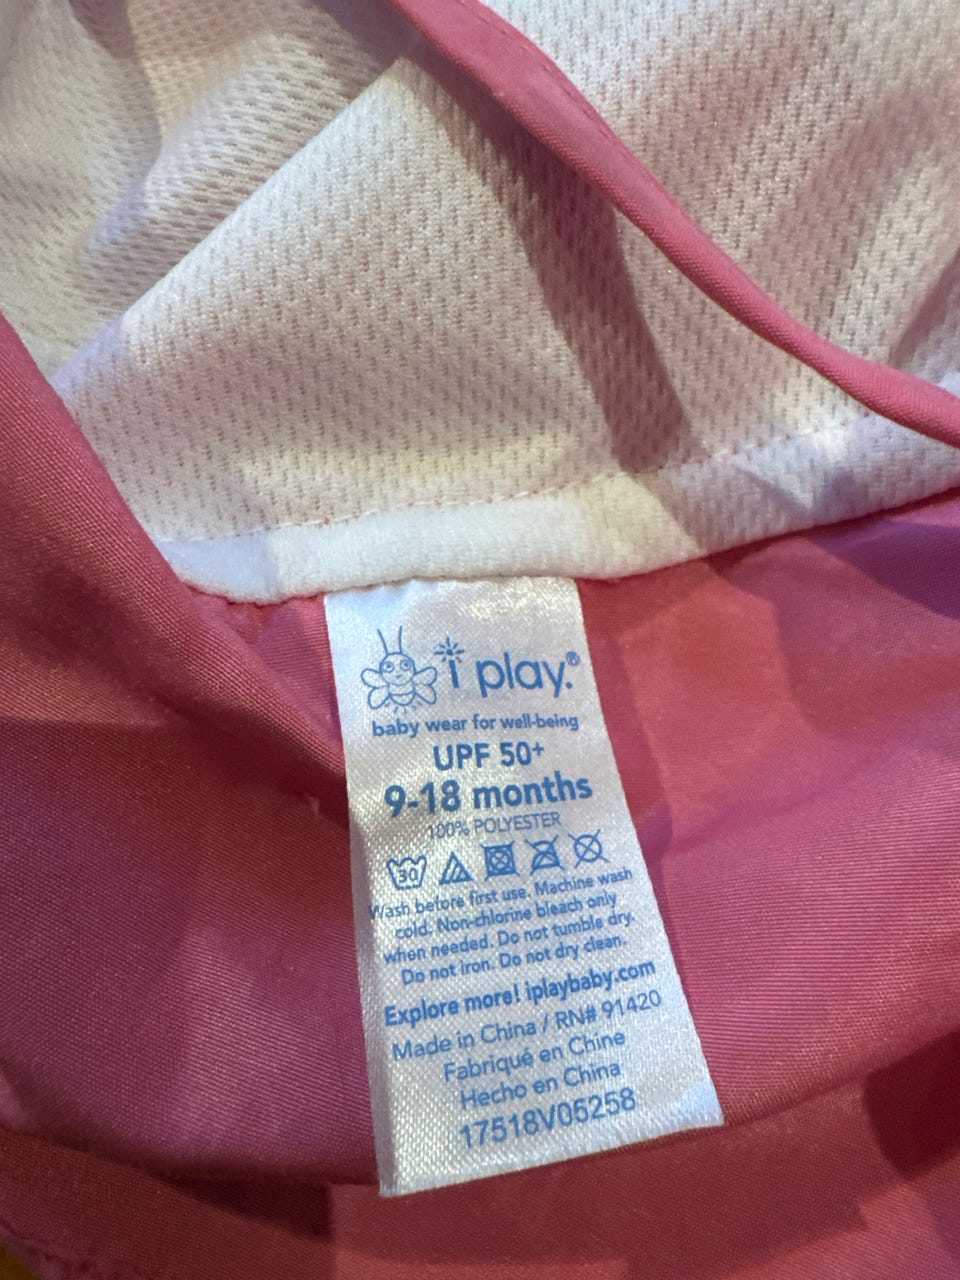 i play.®
baby wear for well-being
UPF 50+
9-18 months
100% POLYESTER
30
Wash before first use. Machine wash
cold. Non-chlorine bleach only
when needed. Do not tumble dry.
Do not iron. Do not dry clean.
Explore more! iplaybaby.com
Made in China / RN# 91420
Fabriqué en Chine
Hecho en China
17518V05258